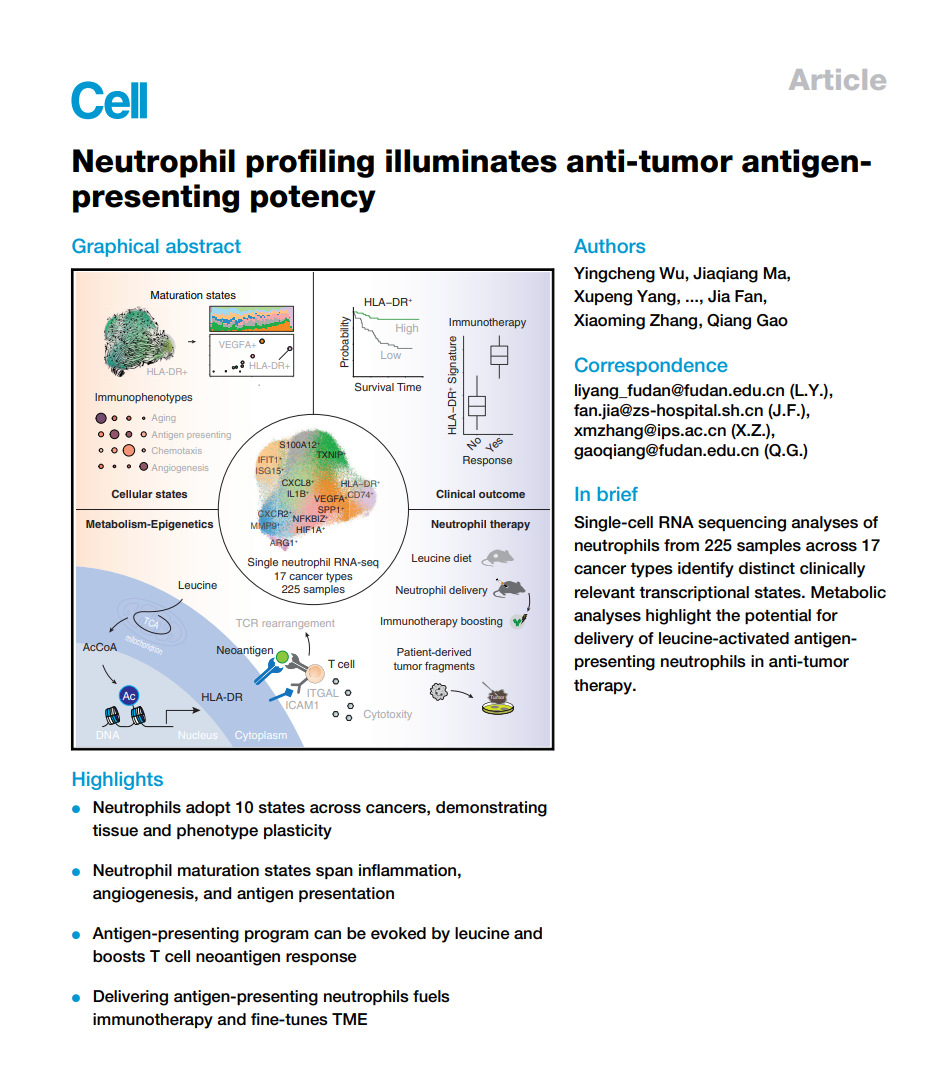 Article
Cell
Neutrophil profiling illuminates anti-tumor antigen-
presenting potency
Graphical abstract
Maturation states
VEGFA+
HLA-DR+
HLA-DR+
Immunophenotypes
Aging
Antigen presenting
Chemotaxis
Angiogenesis
Cellular states
HLA–DR⁺
Probability
High
Low
Survival Time
Immunotherapy
HLA–DR⁺ Signature
No
Yes
Response
Clinical outcome
S100A12⁺
TXNIP⁺
IFIT1⁺
ISG15⁺
CXCL8⁺
IL1B⁺
HLA–DR⁺
CD74⁺
VEGFA⁺
SPP1⁺
CXCR2⁺
MMP9⁺
NFKBIZ⁺
HIF1A⁺
ARG1⁺
Single neutrophil RNA-seq
17 cancer types
225 samples
Metabolism-Epigenetics
Leucine
TCA
mitochondrion
AcCoA
Ac
HLA-DR
DNA
Nucleus
Cytoplasm
TCR rearrangement
Neoantigen
T cell
ITGAL
ICAM1
Cytotoxity
Neutrophil therapy
Leucine diet
Neutrophil delivery
Immunotherapy boosting
Patient-derived
tumor fragments
Tumor
Highlights
● Neutrophils adopt 10 states across cancers, demonstrating
tissue and phenotype plasticity
● Neutrophil maturation states span inflammation,
angiogenesis, and antigen presentation
● Antigen-presenting program can be evoked by leucine and
boosts T cell neoantigen response
● Delivering antigen-presenting neutrophils fuels
immunotherapy and fine-tunes TME
Authors
Yingcheng Wu, Jiaqiang Ma,
Xupeng Yang, ..., Jia Fan,
Xiaoming Zhang, Qiang Gao
Correspondence
liyang_fudan@fudan.edu.cn (L.Y.),
fan.jia@zs-hospital.sh.cn (J.F.),
xmzhang@ips.ac.cn (X.Z.),
gaoqiang@fudan.edu.cn (Q.G.)
In brief
Single-cell RNA sequencing analyses of
neutrophils from 225 samples across 17
cancer types identify distinct clinically
relevant transcriptional states. Metabolic
analyses highlight the potential for
delivery of leucine-activated antigen-
presenting neutrophils in anti-tumor
therapy.